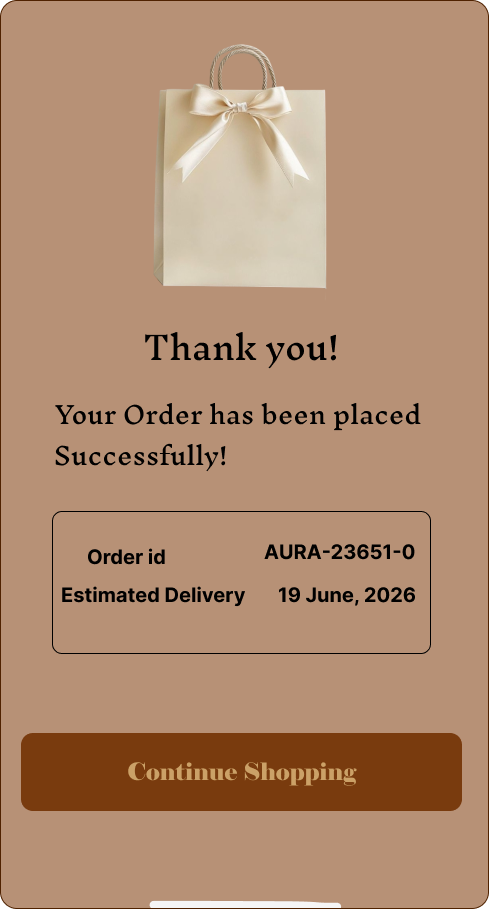 Thank you!
Your Order has been placed
Successfully!
Order id AURA-23651-0
Estimated Delivery 19 June, 2026
Continue Shopping